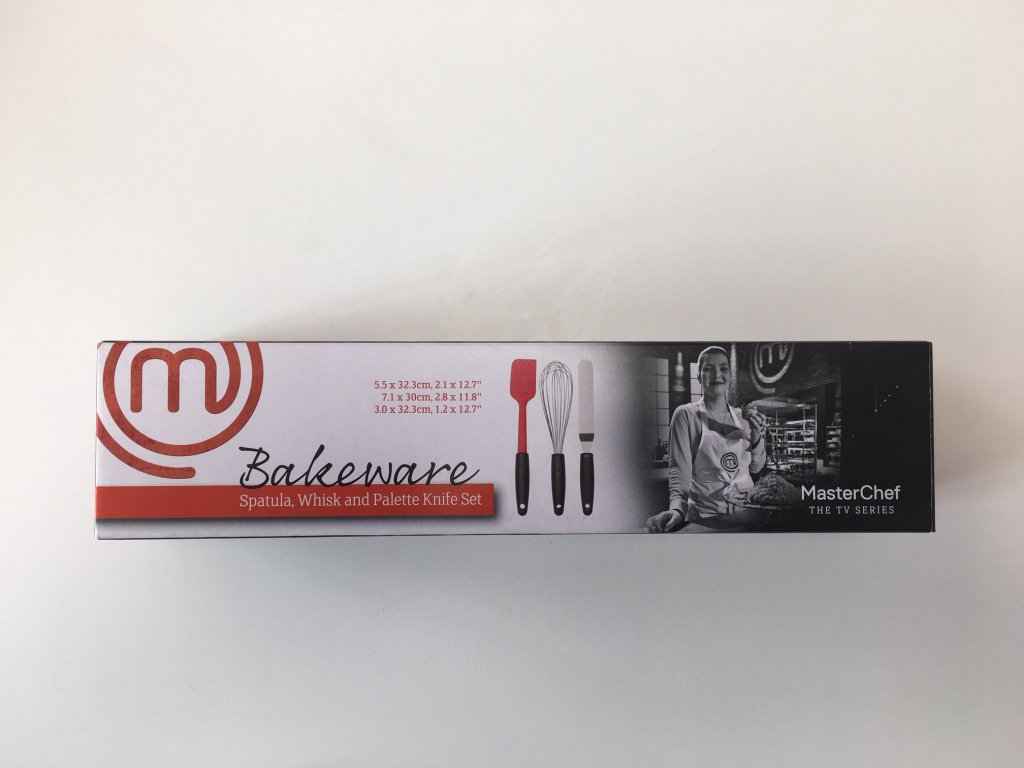 m
5.5 x 32.3cm, 2.1 x 12.7"
7.1 x 30cm, 2.8 x 11.8"
3.0 x 32.3cm, 1.2 x 12.7"
Bakeware
Spatula, Whisk and Palette Knife Set
MasterChef
THE TV SERIES